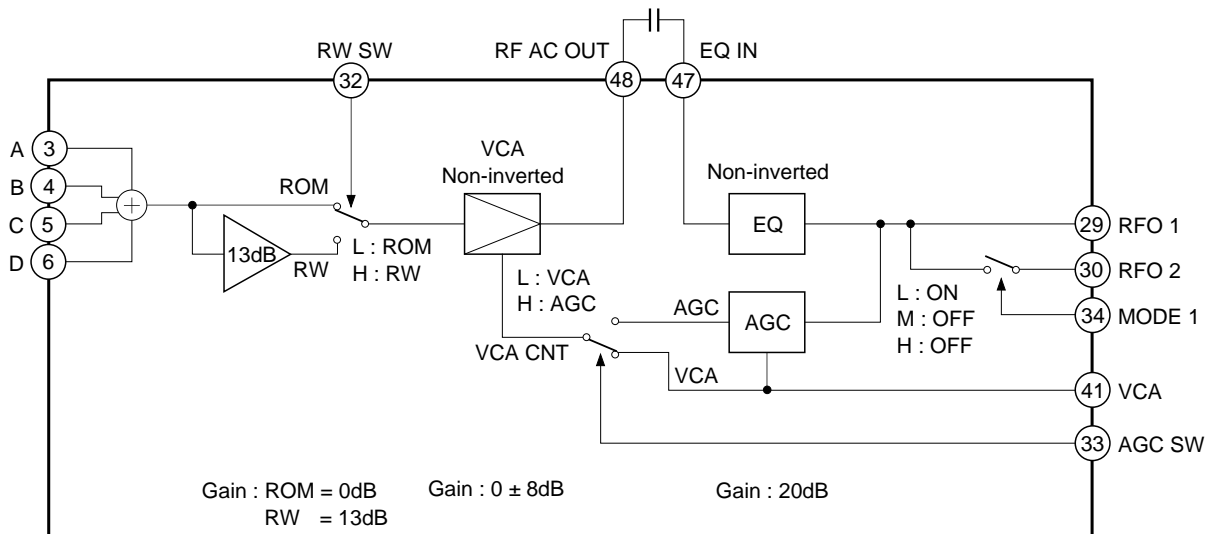 RW SW
RF AC OUT
EQ IN
32
48
47
A 3
B 4
C 5
D 6
+
ROM
13dB
RW
L : ROM
H : RW
VCA
Non-inverted
Non-inverted
EQ
L : VCA
H : AGC
VCA CNT
AGC
AGC
VCA
L : ON
M : OFF
H : OFF
29 RFO 1
30 RFO 2
34 MODE 1
41 VCA
33 AGC SW
Gain : ROM = 0dB
RW = 13dB
Gain : 0 ± 8dB
Gain : 20dB